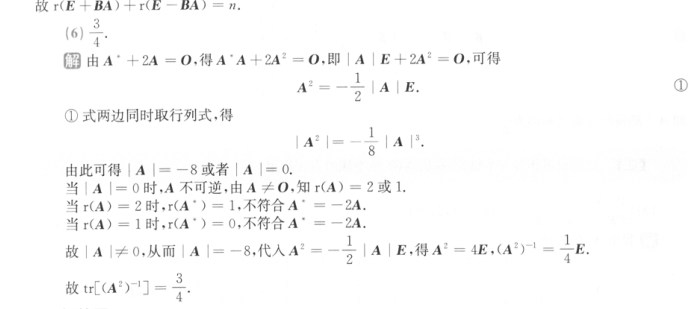 故 r(E + BA) + r(E − BA) = n.
(6) 3/4.
解 由 A* + 2A = O,得 A*A + 2A² = O,即 | A | E + 2A² = O,可得
A² = − 1/2 | A | E. ①
① 式两边同时取行列式,得
| A² | = − 1/8 | A |³.
由此可得 | A | = − 8 或者 | A | = 0.
当 | A | = 0 时,A 不可逆,由 A ≠ O,知 r(A) = 2 或 1.
当 r(A) = 2 时,r(A*) = 1,不符合 A* = − 2A.
当 r(A) = 1 时,r(A*) = 0,不符合 A* = − 2A.
故 | A | ≠ 0,从而 | A | = − 8,代入 A² = − 1/2 | A | E,得 A² = 4E,(A²)⁻¹ = 1/4 E.
故 tr[(A²)⁻¹] = 3/4.